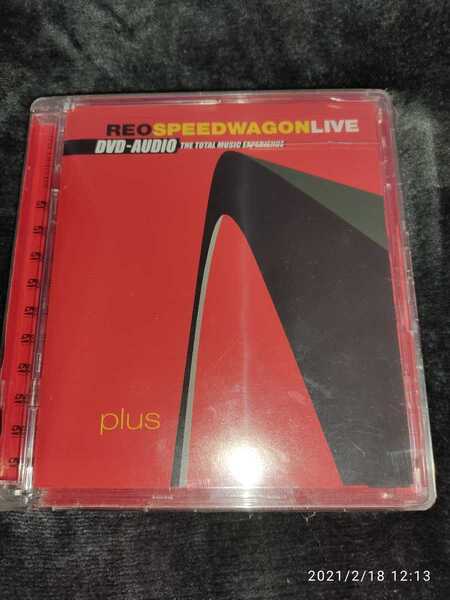 REOSPEEDWAGONLIVE
DVD-AUDIO THE TOTAL MUSIC EXPERIENCE
plus
2021/2/18 12:13